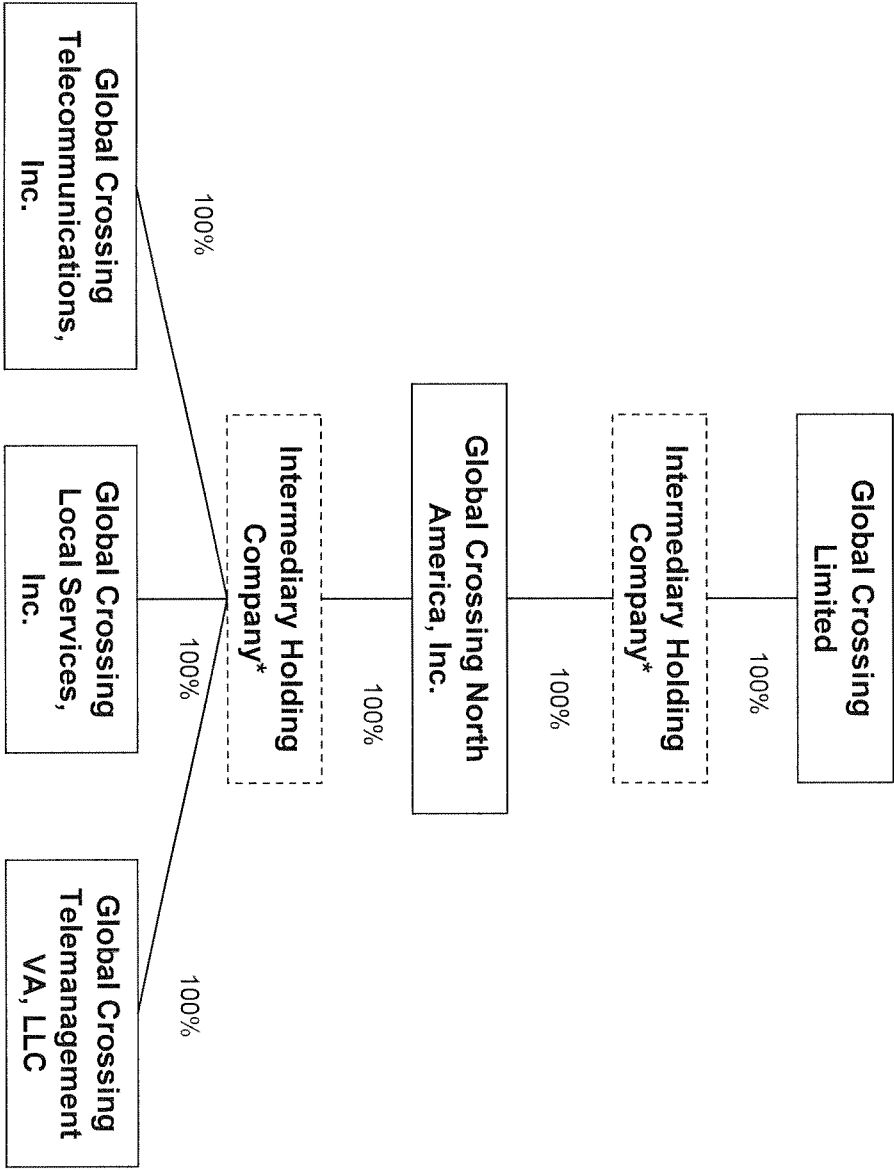 Global Crossing
Limited
100%
Intermediary Holding
Company*
100%
Global Crossing North
America, Inc.
100%
Intermediary Holding
Company*
100%
100%
100%
Global Crossing
Telecommunications,
Inc.
Global Crossing
Local Services,
Inc.
Global Crossing
Telemanagement
VA, LLC